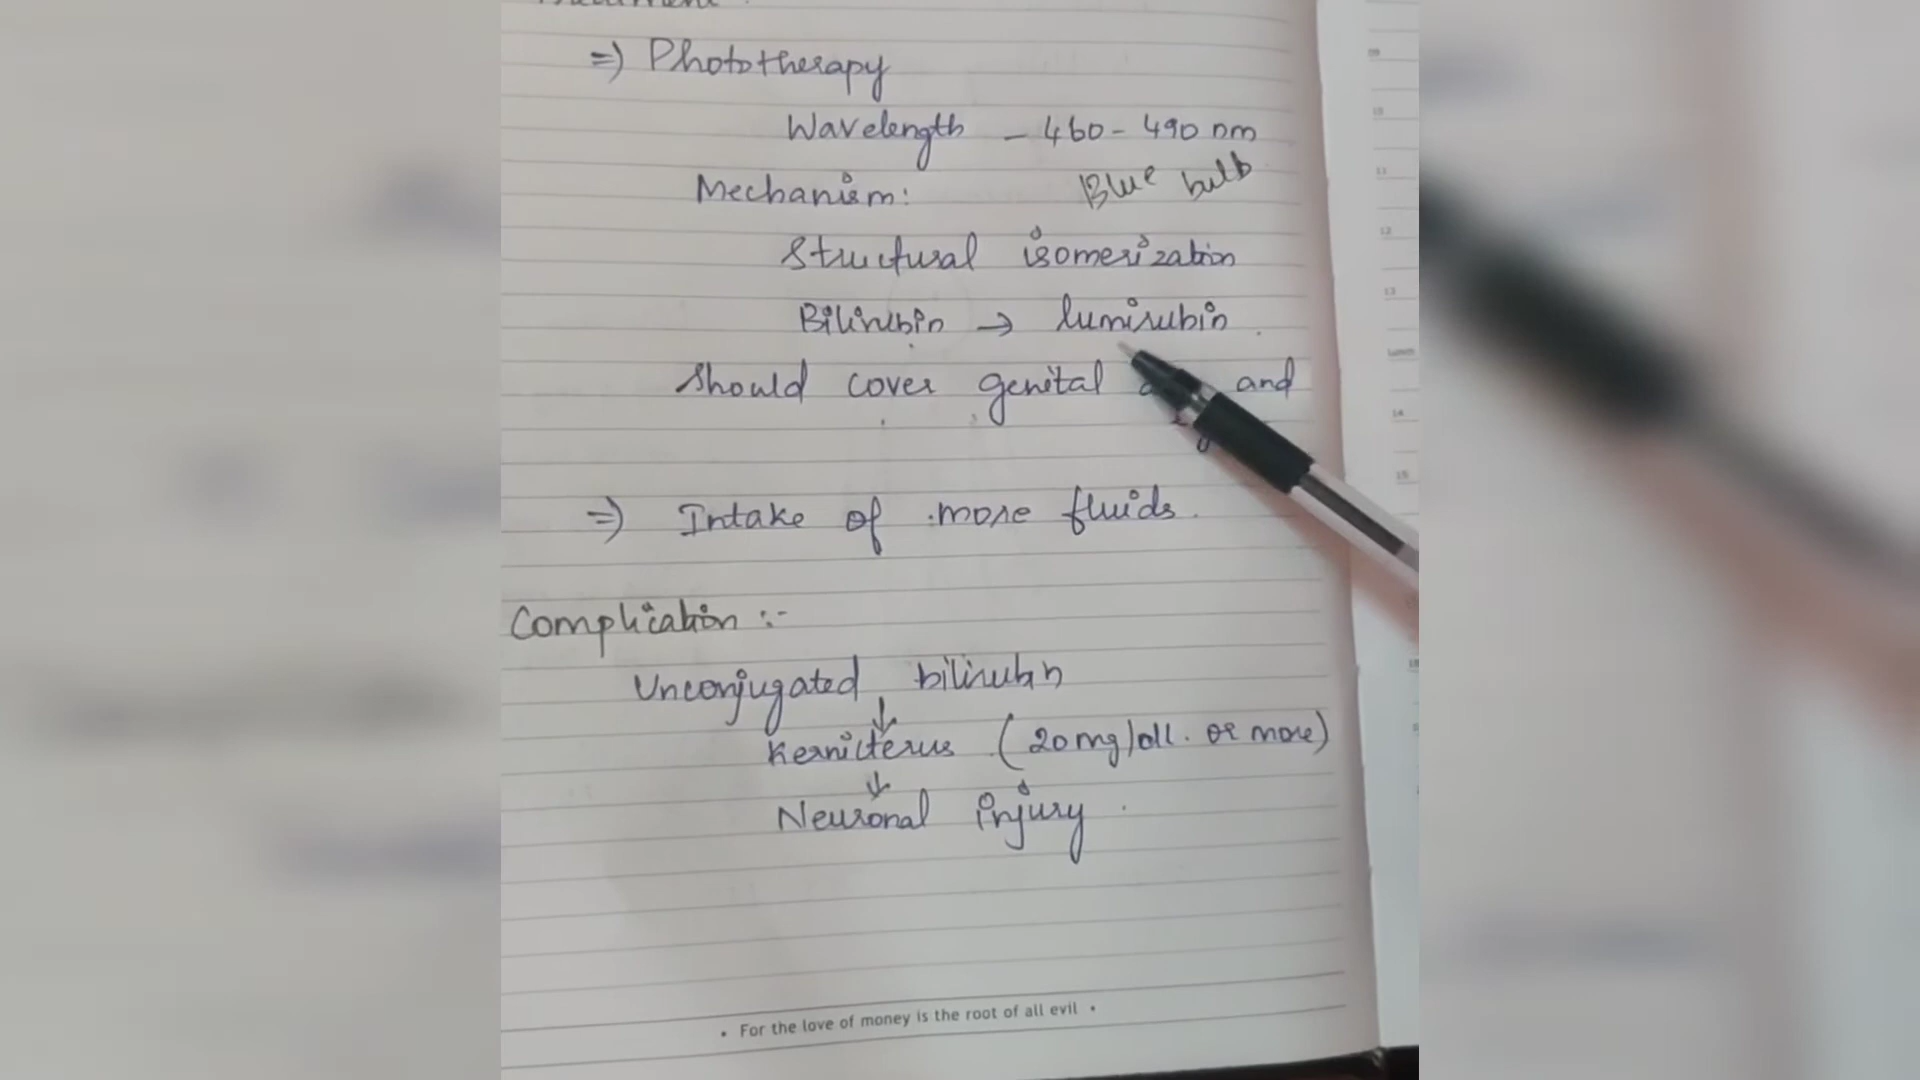 => Phototherapy
Wavelength - 460 - 490 nm
Blue bulb
Mechanism:
Structural isomerization
Bilirubin → lumirubin.
Should cover genital and
=> Intake of more fluids.
Complication :-
Unconjugated bilirubin
↓
Kernicterus (20mg/dl. or more)
↓
Neuronal injury.
• For the love of money is the root of all evil •